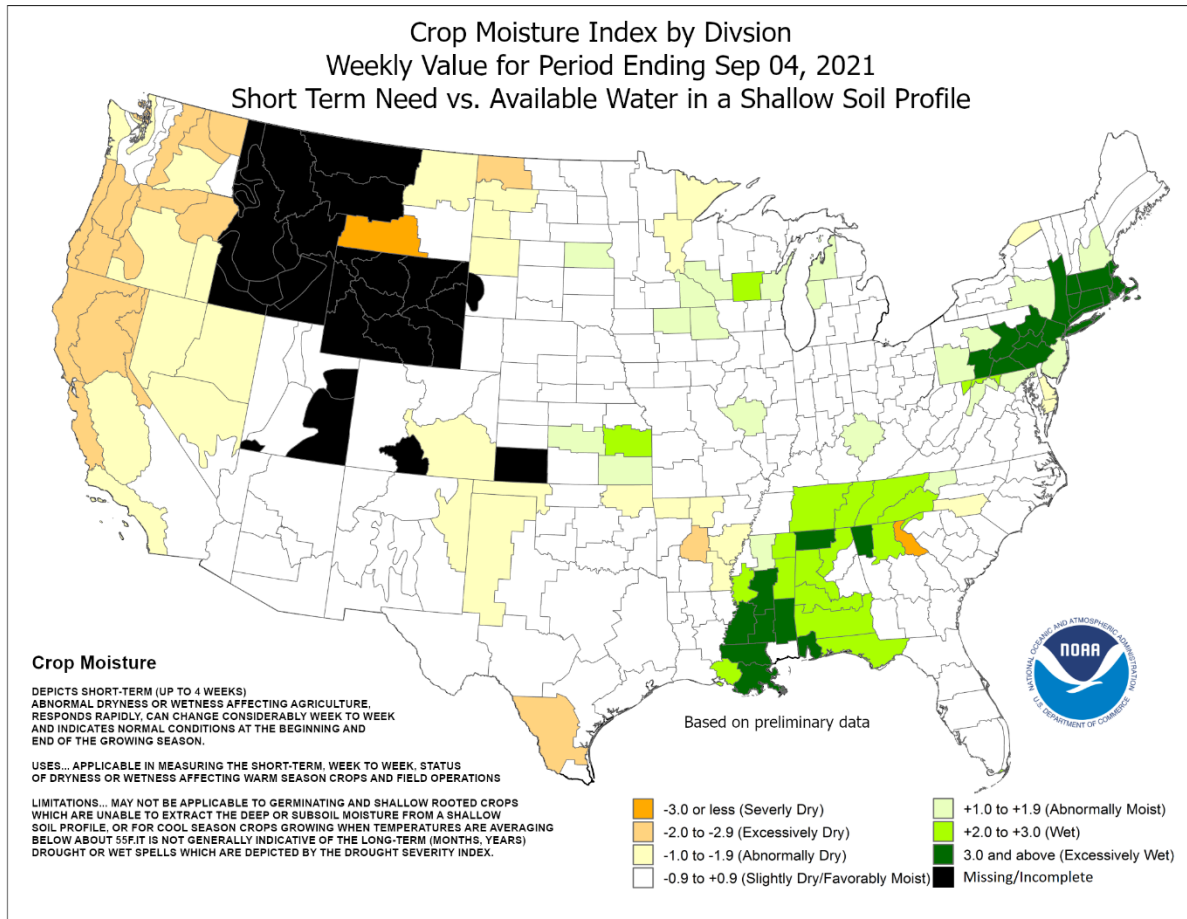 Crop Moisture Index by Divsion
Weekly Value for Period Ending Sep 04, 2021
Short Term Need vs. Available Water in a Shallow Soil Profile
Crop Moisture
DEPICTS SHORT-TERM (UP TO 4 WEEKS)
ABNORMAL DRYNESS OR WETNESS AFFECTING AGRICULTURE,
RESPONDS RAPIDLY, CAN CHANGE CONSIDERABLY WEEK TO WEEK
AND INDICATES NORMAL CONDITIONS AT THE BEGINNING AND
END OF THE GROWING SEASON.
USES... APPLICABLE IN MEASURING THE SHORT-TERM, WEEK TO WEEK, STATUS
OF DRYNESS OR WETNESS AFFECTING WARM SEASON CROPS AND FIELD OPERATIONS
LIMITATIONS... MAY NOT BE APPLICABLE TO GERMINATING AND SHALLOW ROOTED CROPS
WHICH ARE UNABLE TO EXTRACT THE DEEP OR SUBSOIL MOISTURE FROM A SHALLOW
SOIL PROFILE, OR FOR COOL SEASON CROPS GROWING WHEN TEMPERATURES ARE AVERAGING
BELOW ABOUT 55F.IT IS NOT GENERALLY INDICATIVE OF THE LONG-TERM (MONTHS, YEARS)
DROUGHT OR WET SPELLS WHICH ARE DEPICTED BY THE DROUGHT SEVERITY INDEX.
Based on preliminary data
NATIONAL OCEANIC AND ATMOSPHERIC ADMINISTRATION
NOAA
U.S. DEPARTMENT OF COMMERCE
-3.0 or less (Severly Dry)
-2.0 to -2.9 (Excessively Dry)
-1.0 to -1.9 (Abnormally Dry)
-0.9 to +0.9 (Slightly Dry/Favorably Moist)
+1.0 to +1.9 (Abnormally Moist)
+2.0 to +3.0 (Wet)
3.0 and above (Excessively Wet)
Missing/Incomplete